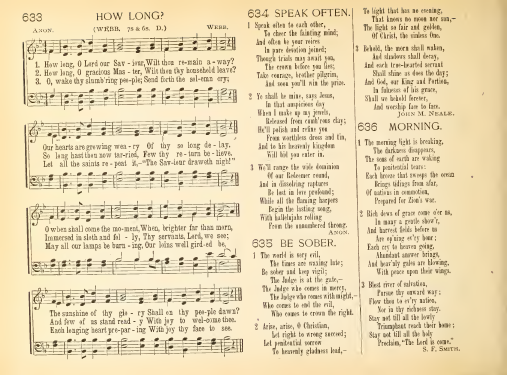 633 HOW LONG?
ANON. (WEBB. 7s & 6s. D.) WEBB.
1. How long, O Lord our Sav - iour, Wilt thou re-main a - way?
2. How long, O gracious Mas - ter, Wilt thou thy household leave?
3. O, wake thy slumb'ring peo-ple; Send forth the sol-emn cry;
Our hearts are growing wea - ry Of thy so long de - lay.
So long hast thou now tar-ried, Few thy re - turn be - lieve.
Let all the saints re - peat it,- "The Sav-ieur draweth nigh!"
O when shall come the mo-ment, When, brighter far than morn,
Immersed in sloth and fol - ly, Thy servants, Lord, we see;
May all our lamps be burn - ing, Our loins well gird-ed be,
The sunshine of thy glo - ry Shall on thy peo-ple dawn?
And few of us stand read - y With joy to wel-come thee.
Each longing heart pre-par - ing With joy thy face to see.
634 SPEAK OFTEN.
1 Speak often to each other,
To cheer the fainting mind;
And often be your voices
In pure devotion joined;
Though trials may await you,
The crown before you lies;
Take courage, brother pilgrim,
And soon you'll win the prize.
2 Ye shall be mine, says Jesus,
In that auspicious day
When I make up my jewels,
Released from cumb'rous clay;
He'll polish and refine you
From worthless dross and tin,
And to his heavenly kingdom
Will bid you enter in.
3 We'll range the wide dominion
Of our Redeemer round,
And in dissolving raptures
Be lost in love profound;
While all the flaming harpers
Begin the lasting song,
With hallelujahs rolling
From the unnumbered throng.
ANON.
635 BE SOBER.
1 The world is very evil,
The times are waxing late;
Be sober and keep vigil;
The Judge is at the gate,—
The Judge who comes in mercy,
The Judge who comes with might,—
Who comes to end the evil,
Who comes to crown the right.
2 Arise, arise, O Christian,
Let right to wrong succeed;
Let penitential sorrow
To heavenly gladness lead,—
To light that has no evening,
That knows no moon nor sun,—
The light so fair and golden,
Of Christ, the sinless One.
3 Behold, the morn shall waken,
And shadows shall decay,
And each true-hearted servant
Shall shine as does the day;
And God, our King and Portion,
In fulness of his grace,
Shall we behold forever,
And worship face to face.
JOHN M. NEALE.
636 MORNING.
1 The morning light is breaking,
The darkness disappears,
The sons of earth are waking
To penitential tears:
Each breeze that sweeps the ocean
Brings tidings from afar,
Of nations in connection,
Prepared for Zion's war.
2 Rich dews of grace come o'er us,
In many a gentle show'r,
And harvest fields before us
Are op'ning ev'ry hour;
Each cry to heaven going,
Abundant answer brings,
And heav'nly gales are blowing,
With peace upon their wings.
3 Blest river of salvation,
Pursue thy onward way;
Flow thou to ev'ry nation,
Nor in thy richness stay.
Stay not till all the lowly
Triumphant reach their home;
Stay not till all the holy
Proclaim, "The Lord is come."
S. F. SMITH.